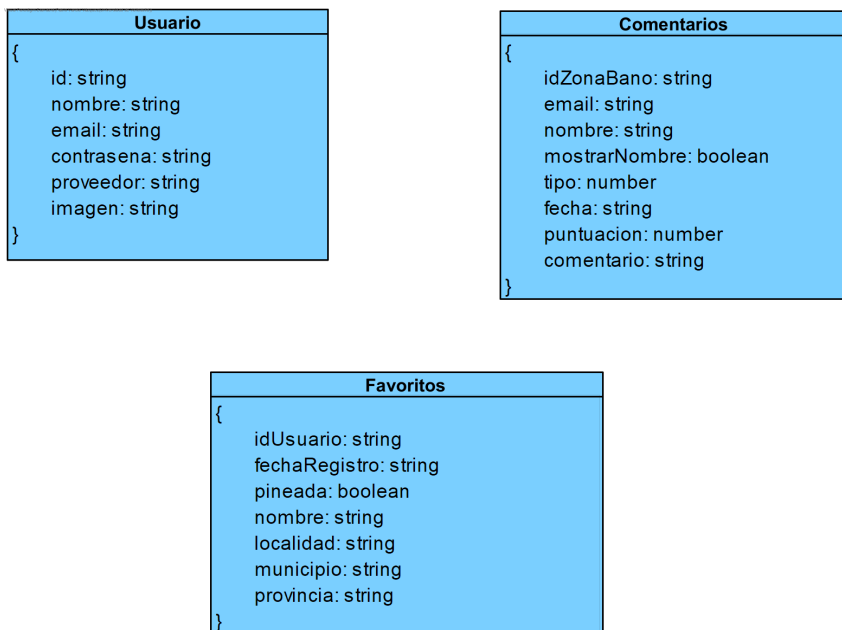 Usuario
{
id: string
nombre: string
email: string
contrasena: string
proveedor: string
imagen: string
}
Comentarios
{
idZonaBano: string
email: string
nombre: string
mostrarNombre: boolean
tipo: number
fecha: string
puntuacion: number
comentario: string
}
Favoritos
{
idUsuario: string
fechaRegistro: string
pineada: boolean
nombre: string
localidad: string
municipio: string
provincia: string
}